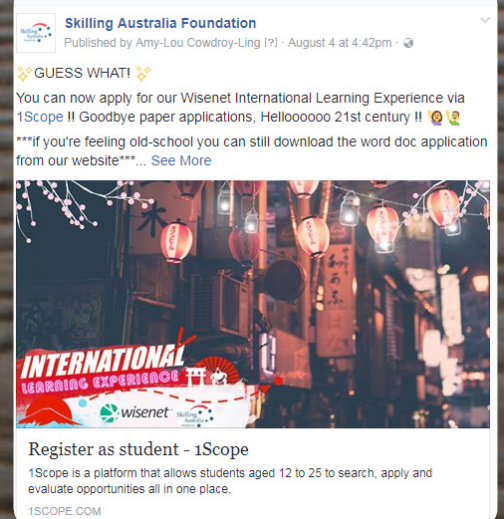 Skilling Australia Foundation
Published by Amy-Lou Cowdroy-Ling [?] · August 4 at 4:42pm ·
GUESS WHAT!
You can now apply for our Wisenet International Learning Experience via
1Scope !! Goodbye paper applications, Helloooooo 21st century !!
***if you're feeling old-school you can still download the word doc application
from our website***... See More
INTERNATIONAL
LEARNING EXPERIENCE
wisenet
Skilling
Australia
Register as student - 1Scope
1Scope is a platform that allows students aged 12 to 25 to search, apply and
evaluate opportunities all in one place.
1SCOPE.COM